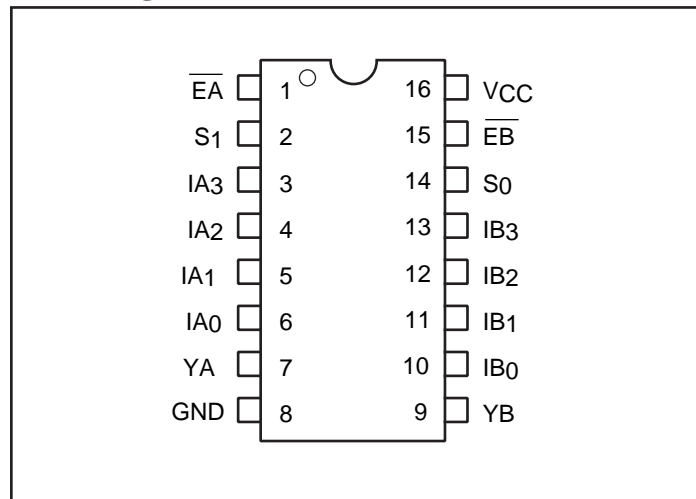 EA 1 16 VCC
S1 2 15 EB
IA3 3 14 S0
IA2 4 13 IB3
IA1 5 12 IB2
IA0 6 11 IB1
YA 7 10 IB0
GND 8 9 YB